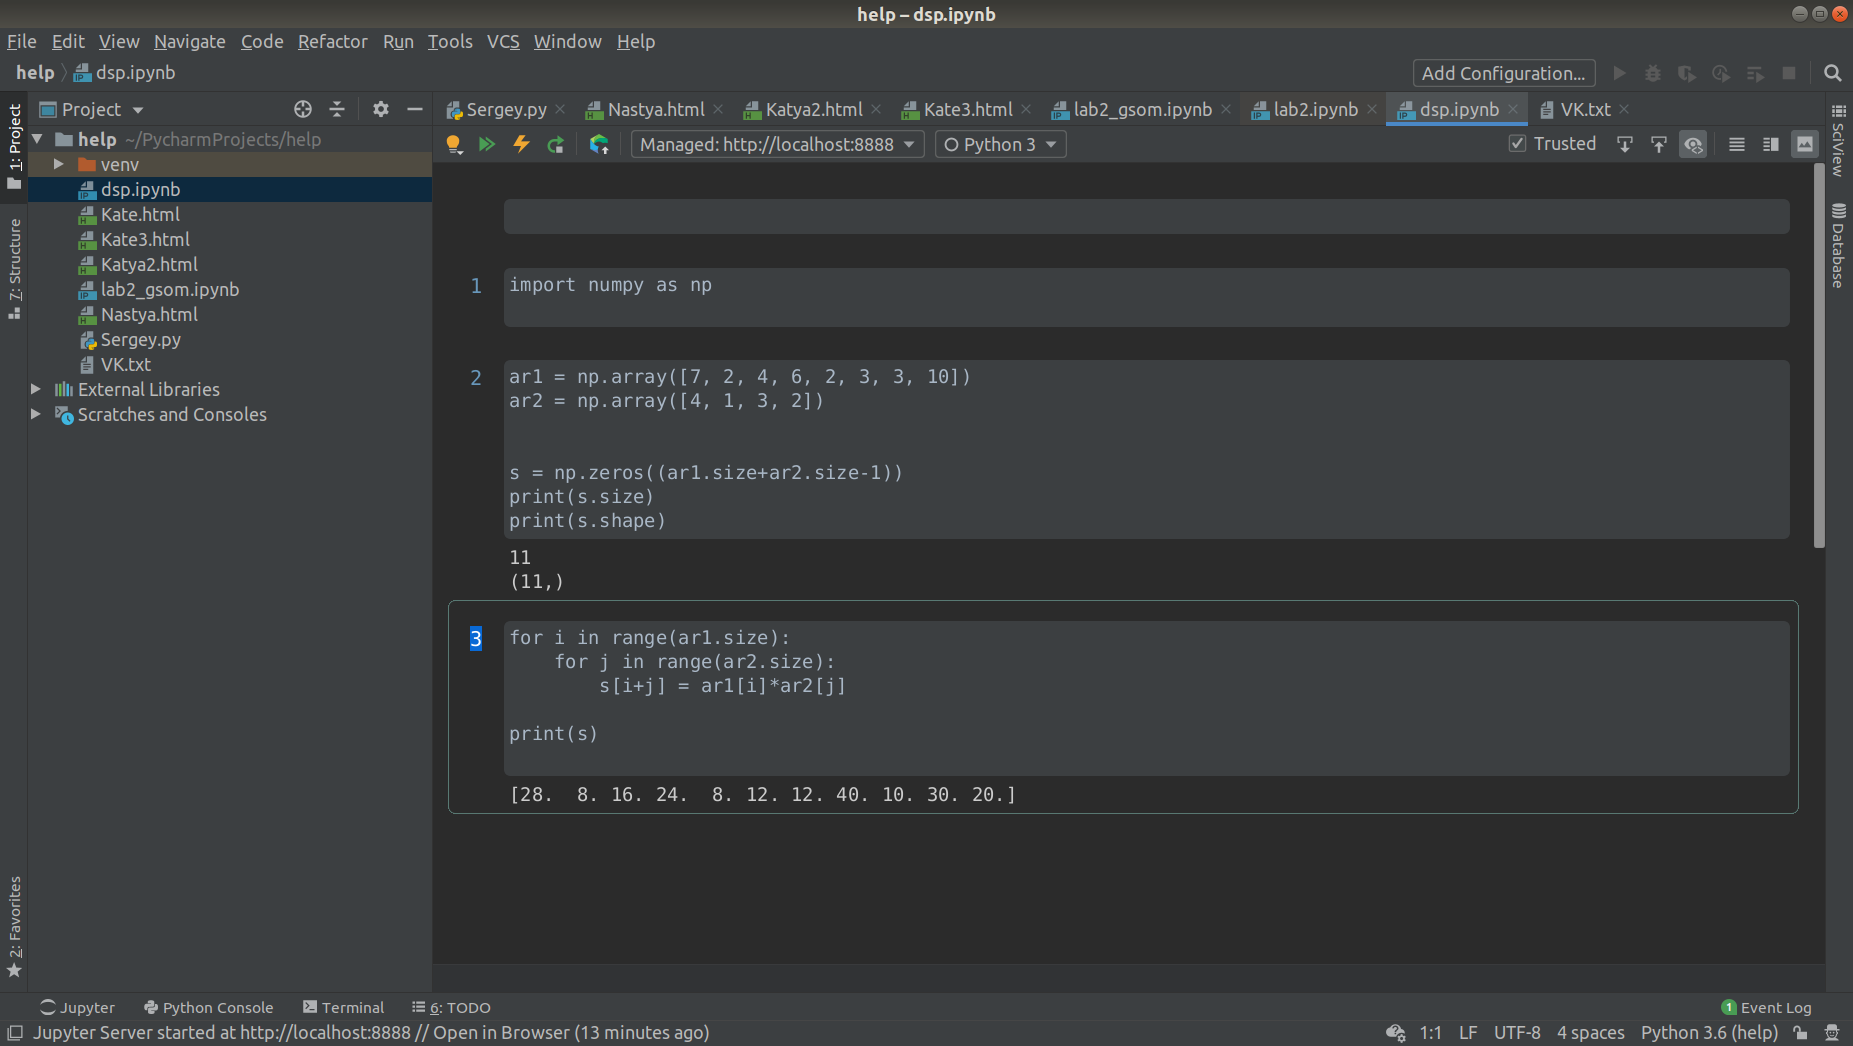 help – dsp.ipynb
File Edit View Navigate Code Refactor Run Tools VCS Window Help
help dsp.ipynb Add Configuration...
1: Project
7: Structure
2: Favorites
Project
help ~/PycharmProjects/help
venv
dsp.ipynb
Kate.html
Kate3.html
Katya2.html
lab2_gsom.ipynb
Nastya.html
Sergey.py
VK.txt
External Libraries
Scratches and Consoles
Sergey.py Nastya.html Katya2.html Kate3.html lab2_gsom.ipynb lab2.ipynb dsp.ipynb VK.txt
Managed: http://localhost:8888 Python 3 Trusted
1 import numpy as np
2 ar1 = np.array([7, 2, 4, 6, 2, 3, 3, 10])
ar2 = np.array([4, 1, 3, 2])
s = np.zeros((ar1.size+ar2.size-1))
print(s.size)
print(s.shape)
11
(11,)
3 for i in range(ar1.size):
    for j in range(ar2.size):
        s[i+j] = ar1[i]*ar2[j]
print(s)
[28.  8. 16. 24.  8. 12. 12. 40. 10. 30. 20.]
SciView
Database
Jupyter Python Console Terminal 6: TODO 1 Event Log
Jupyter Server started at http://localhost:8888 // Open in Browser (13 minutes ago) 1:1 LF UTF-8 4 spaces Python 3.6 (help)